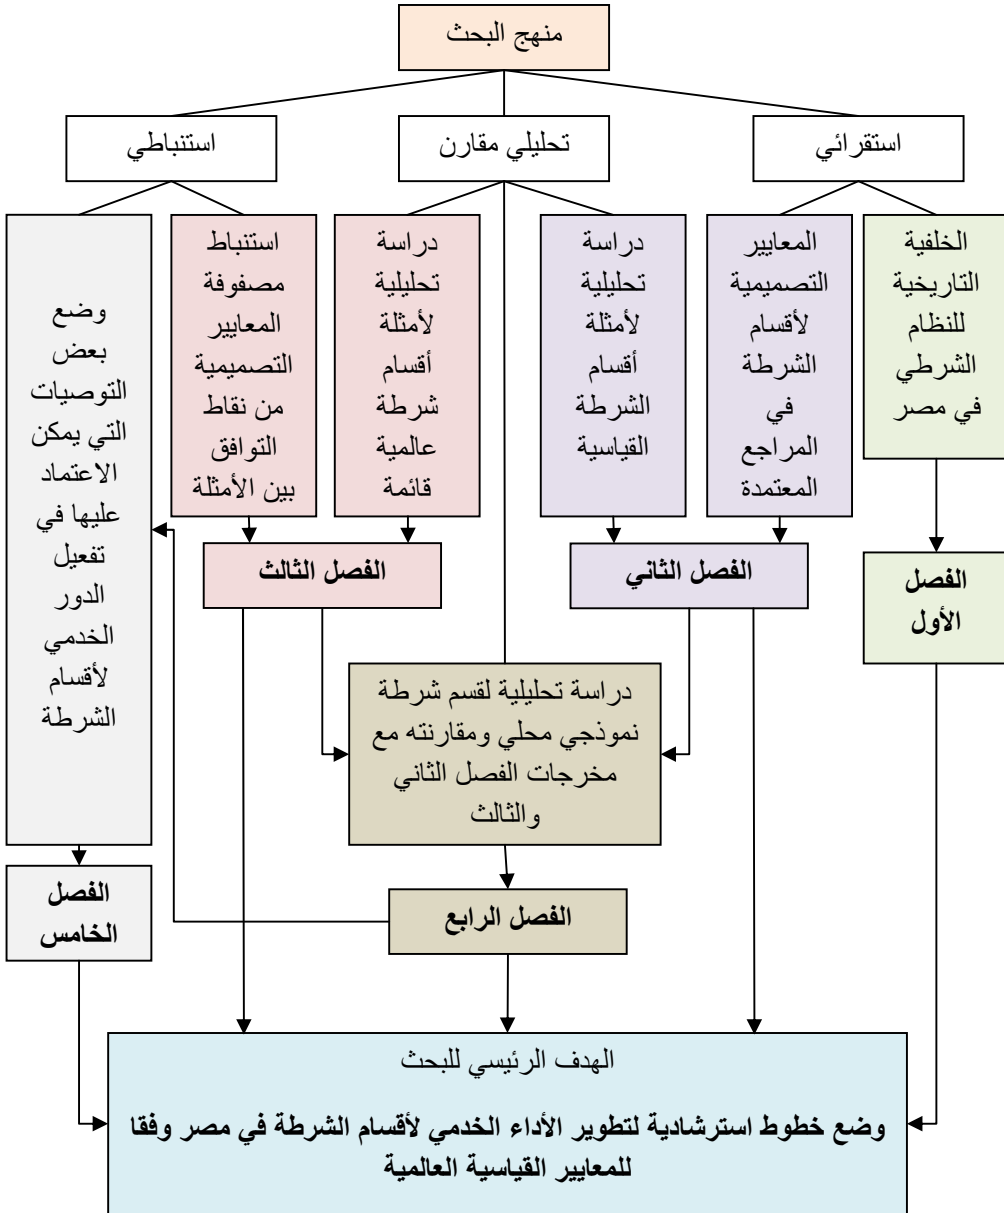 منهج البحث
استقرائي
تحليلي مقارن
استنباطي
الخلفية
التاريخية
للنظام
الشرطي
في مصر
المعايير
التصميمية
لأقسام
الشرطة
في
المراجع
المعتمدة
دراسة
تحليلية
لأمثلة
أقسام
الشرطة
القياسية
دراسة
تحليلية
لأمثلة
أقسام
شرطة
عالمية
قائمة
استنباط
مصفوفة
المعايير
التصميمية
من نقاط
التوافق
بين الأمثلة
وضع
بعض
التوصيات
التي يمكن
الاعتماد
عليها في
تفعيل
الدور
الخدمي
لأقسام
الشرطة
الفصل
الأول
الفصل الثاني
الفصل الثالث
دراسة تحليلية لقسم شرطة
نموذجي محلي ومقارنته مع
مخرجات الفصل الثاني
والثالث
الفصل الرابع
الفصل
الخامس
الهدف الرئيسي للبحث
وضع خطوط استرشادية لتطوير الأداء الخدمي لأقسام الشرطة في مصر وفقا
للمعايير القياسية العالمية